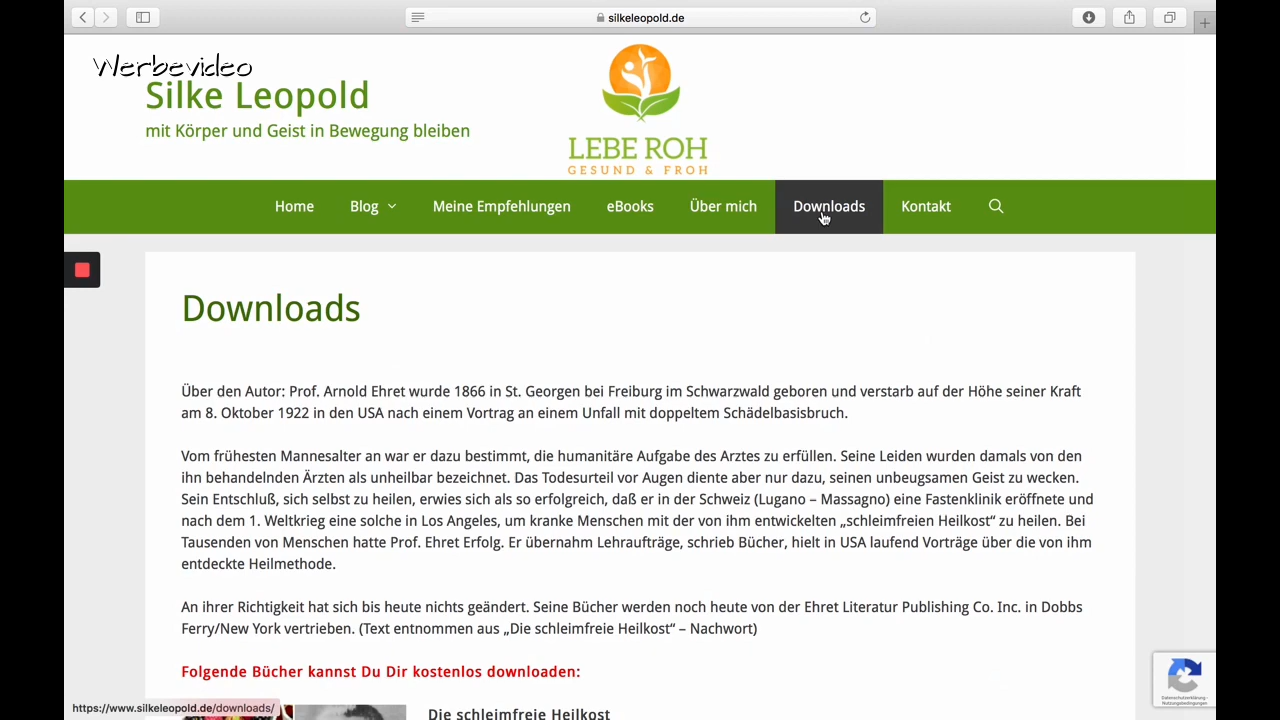 silkeleopold.de
Werbevideo
Silke Leopold
mit Körper und Geist in Bewegung bleiben
LEBE ROH
GESUND & FROH
Home Blog Meine Empfehlungen eBooks Über mich Downloads Kontakt
Downloads
Über den Autor: Prof. Arnold Ehret wurde 1866 in St. Georgen bei Freiburg im Schwarzwald geboren und verstarb auf der Höhe seiner Kraft
am 8. Oktober 1922 in den USA nach einem Vortrag an einem Unfall mit doppeltem Schädelbasisbruch.
Vom frühesten Mannesalter an war er dazu bestimmt, die humanitäre Aufgabe des Arztes zu erfüllen. Seine Leiden wurden damals von den
ihn behandelnden Ärzten als unheilbar bezeichnet. Das Todesurteil vor Augen diente aber nur dazu, seinen unbeugsamen Geist zu wecken.
Sein Entschluß, sich selbst zu heilen, erwies sich als so erfolgreich, daß er in der Schweiz (Lugano – Massagno) eine Fastenklinik eröffnete und
nach dem 1. Weltkrieg eine solche in Los Angeles, um kranke Menschen mit der von ihm entwickelten „schleimfreien Heilkost“ zu heilen. Bei
Tausenden von Menschen hatte Prof. Ehret Erfolg. Er übernahm Lehraufträge, schrieb Bücher, hielt in USA laufend Vorträge über die von ihm
entdeckte Heilmethode.
An ihrer Richtigkeit hat sich bis heute nichts geändert. Seine Bücher werden noch heute von der Ehret Literatur Publishing Co. Inc. in Dobbs
Ferry/New York vertrieben. (Text entnommen aus „Die schleimfreie Heilkost“ – Nachwort)
Folgende Bücher kannst Du Dir kostenlos downloaden:
Die schleimfreie Heilkost
https://www.silkeleopold.de/downloads/
Datenschutzerklärung -
Nutzungsbedingungen